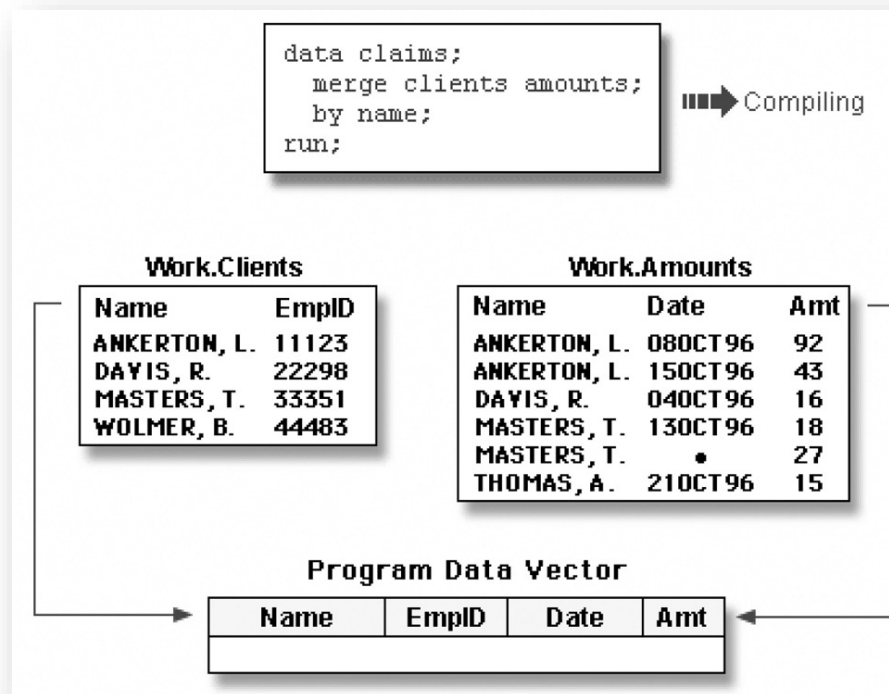 data claims;
merge clients amounts;
by name;
run;
Compiling
Work.Clients
Name EmpID
ANKERTON, L. 11123
DAVIS, R. 22298
MASTERS, T. 33351
WOLMER, B. 44483
Work.Amounts
Name Date Amt
ANKERTON, L. 08OCT96 92
ANKERTON, L. 15OCT96 43
DAVIS, R. 04OCT96 16
MASTERS, T. 13OCT96 18
MASTERS, T. • 27
THOMAS, A. 21OCT96 15
Program Data Vector
Name EmpID Date Amt